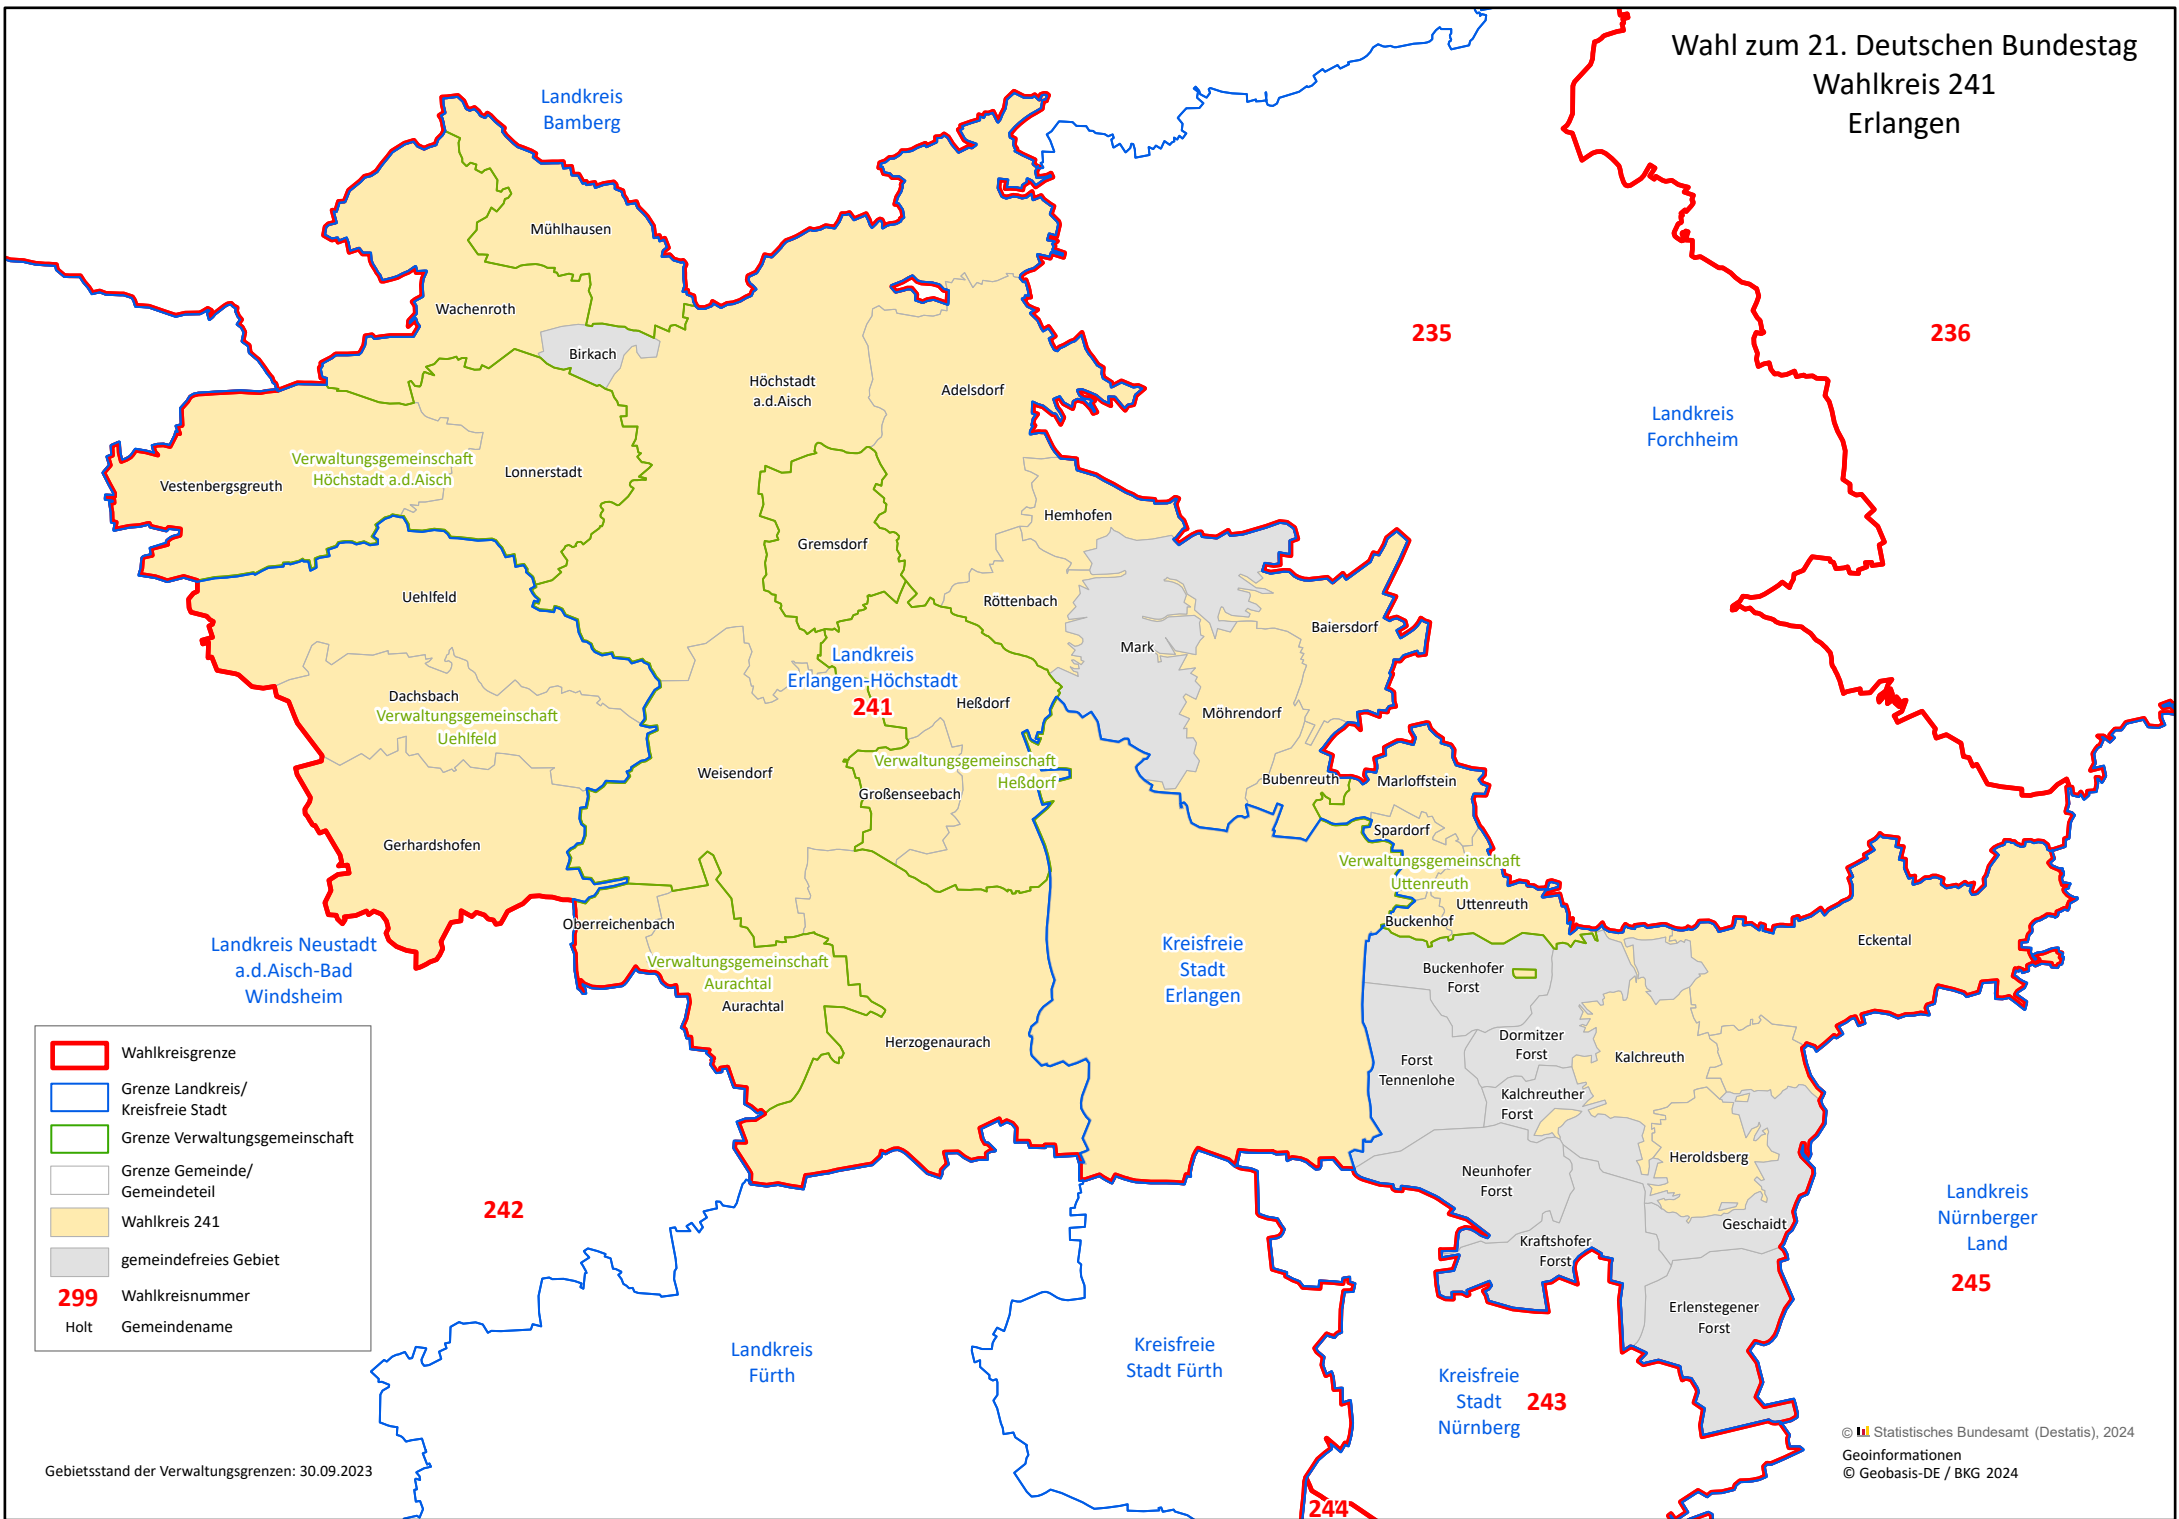 Wahl zum 21. Deutschen Bundestag
Wahlkreis 241
Erlangen
Landkreis
Bamberg
Mühlhausen
Wachenroth
Birkach
235
236
Höchstadt
a.d.Aisch
Adelsdorf
Landkreis
Forchheim
Verwaltungsgemeinschaft
Höchstadt a.d.Aisch
Lonnerstadt
Vestenbergsgreuth
Hemhofen
Gremsdorf
Uehlfeld
Röttenbach
Baiersdorf
Mark
Landkreis
Erlangen-Höchstadt
241
Dachsbach
Verwaltungsgemeinschaft
Uehlfeld
Heßdorf
Möhrendorf
Verwaltungsgemeinschaft
Heßdorf
Weisendorf
Bubenreuth
Marloffstein
Großenseebach
Spardorf
Gerhardshofen
Verwaltungsgemeinschaft
Uttenreuth
Uttenreuth
Buckenhof
Oberreichenbach
Eckental
Landkreis Neustadt
a.d.Aisch-Bad
Windsheim
Kreisfreie
Stadt
Erlangen
Verwaltungsgemeinschaft
Aurachtal
Aurachtal
Buckenhofer
Forst
Herzogenaurach
Dormitzer
Forst
Kalchreuth
Forst
Tennenlohe
Kalchreuther
Forst
Heroldsberg
Neunhofer
Forst
Landkreis
Nürnberger
Land
Geschaidt
Kraftshofer
Forst
242
245
Erlenstegener
Forst
Landkreis
Fürth
Kreisfreie
Stadt Fürth
Kreisfreie
Stadt
Nürnberg
243
244
Wahlkreisgrenze
Grenze Landkreis/
Kreisfreie Stadt
Grenze Verwaltungsgemeinschaft
Grenze Gemeinde/
Gemeindeteil
Wahlkreis 241
gemeindefreies Gebiet
299 Wahlkreisnummer
Holt Gemeindename
Gebietsstand der Verwaltungsgrenzen: 30.09.2023
© Statistisches Bundesamt (Destatis), 2024
Geoinformationen
© Geobasis-DE / BKG 2024